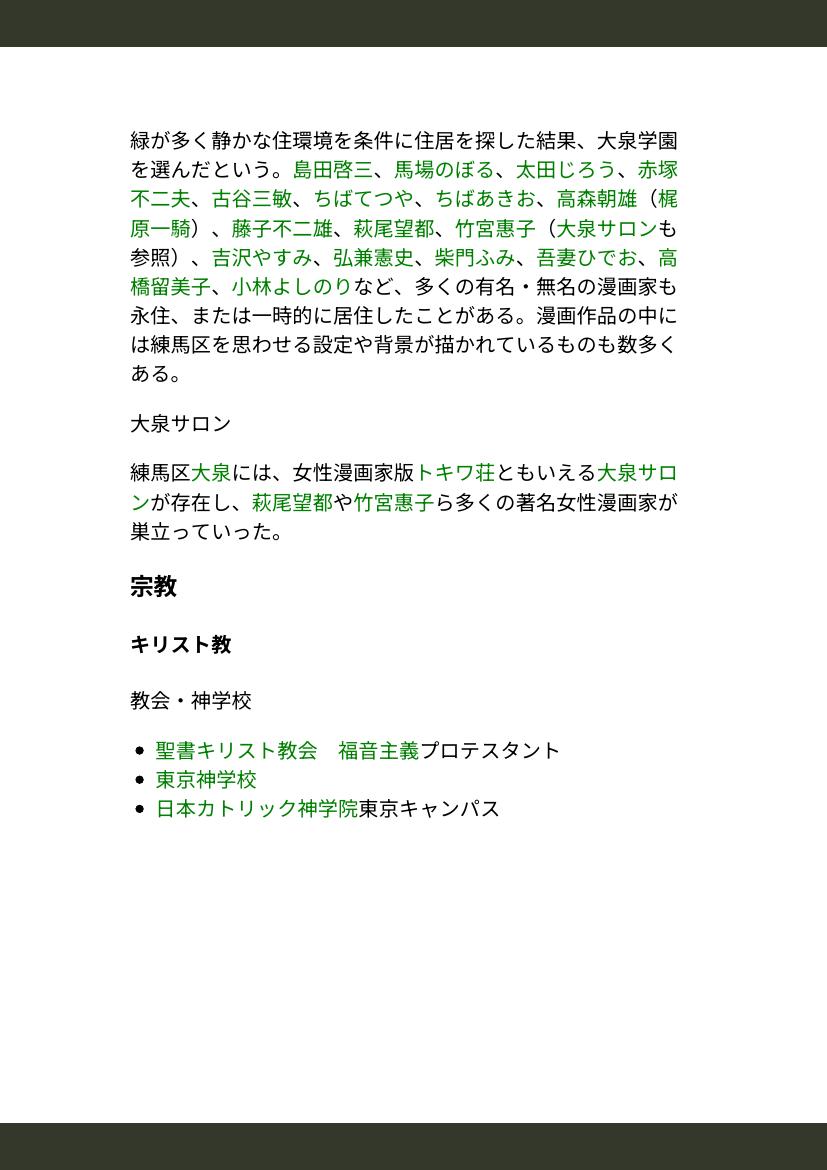 緑が多く静かな住環境を条件に住居を探した結果、大泉学園
を選んだという。島田啓三、馬場のぼる、太田じろう、赤塚
不二夫、古谷三敏、ちばてつや、ちばあきお、高森朝雄（梶
原一騎）、藤子不二雄、萩尾望都、竹宮惠子（大泉サロンも
参照）、吉沢やすみ、弘兼憲史、柴門ふみ、吾妻ひでお、高
橋留美子、小林よしのりなど、多くの有名・無名の漫画家も
永住、または一時的に居住したことがある。漫画作品の中に
は練馬区を思わせる設定や背景が描かれているものも数多く
ある。
大泉サロン
練馬区大泉には、女性漫画家版トキワ荘ともいえる大泉サロ
ンが存在し、萩尾望都や竹宮惠子ら多くの著名女性漫画家が
巣立っていった。
宗教
キリスト教
教会・神学校
• 聖書キリスト教会　福音主義プロテスタント
• 東京神学校
• 日本カトリック神学院東京キャンパス